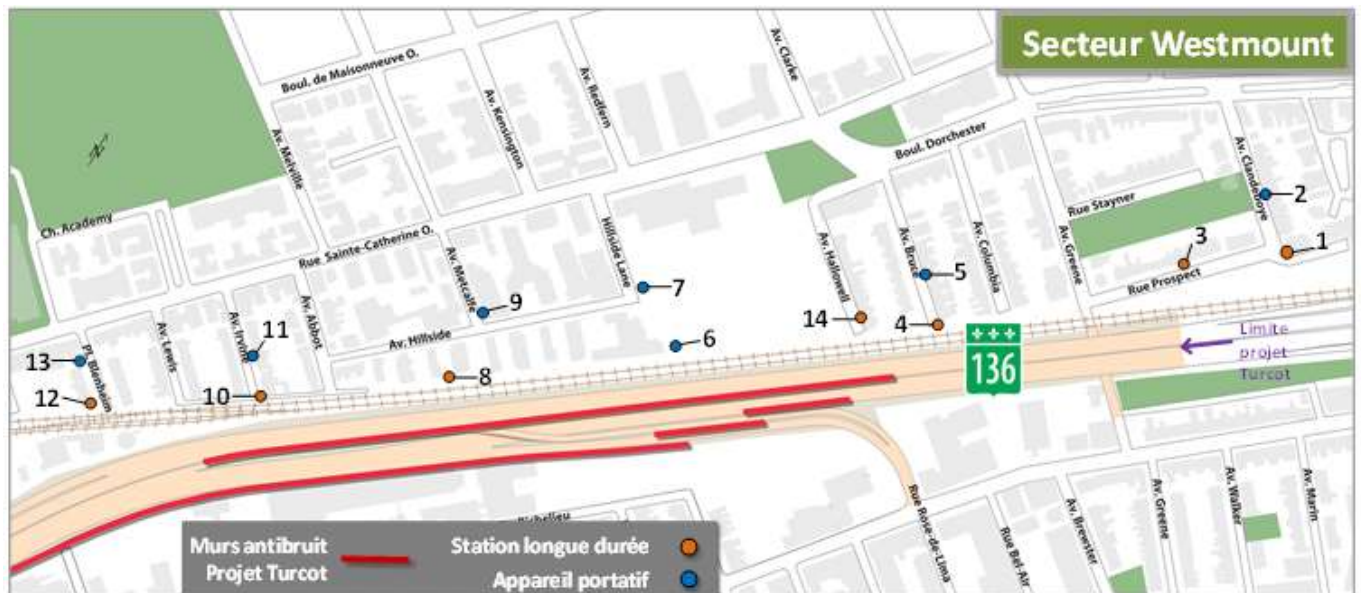 Secteur Westmount
Boul. de Maisonneuve O.
Av. Melville
Av. Kensington
Av. Redfern
Av. Clarke
Boul. Dorchester
Ch. Academy
Rue Sainte-Catherine O.
Av. Metcalfe
Hillside Lane
Av. Hallowell
Av. Bruce
Av. Columbia
Av. Greene
Rue Stayner
Av. Clandeboye
Rue Prospect
Pl. Blenheim
Av. Lewis
Av. Irvine
Av. Abbot
Av. Hillside
2
1
3
5
4
14
7
6
9
8
11
10
13
12
136
Limite
projet
Turcot
Rue Rose-de-Lima
Rue Bel-Air
Av. Brewster
Av. Greene
Av. Walker
Av. Marin
Murs antibruit
Projet Turcot
Station longue durée
Appareil portatif